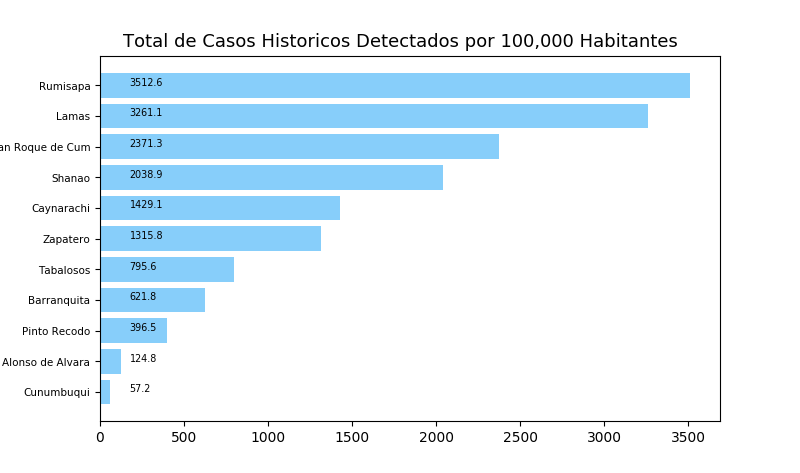 Total de Casos Historicos Detectados por 100,000 Habitantes
Rumisapa 3512.6
Lamas 3261.1
an Roque de Cum 2371.3
Shanao 2038.9
Caynarachi 1429.1
Zapatero 1315.8
Tabalosos 795.6
Barranquita 621.8
Pinto Recodo 396.5
Alonso de Alvara 124.8
Cunumbuqui 57.2
0 500 1000 1500 2000 2500 3000 3500